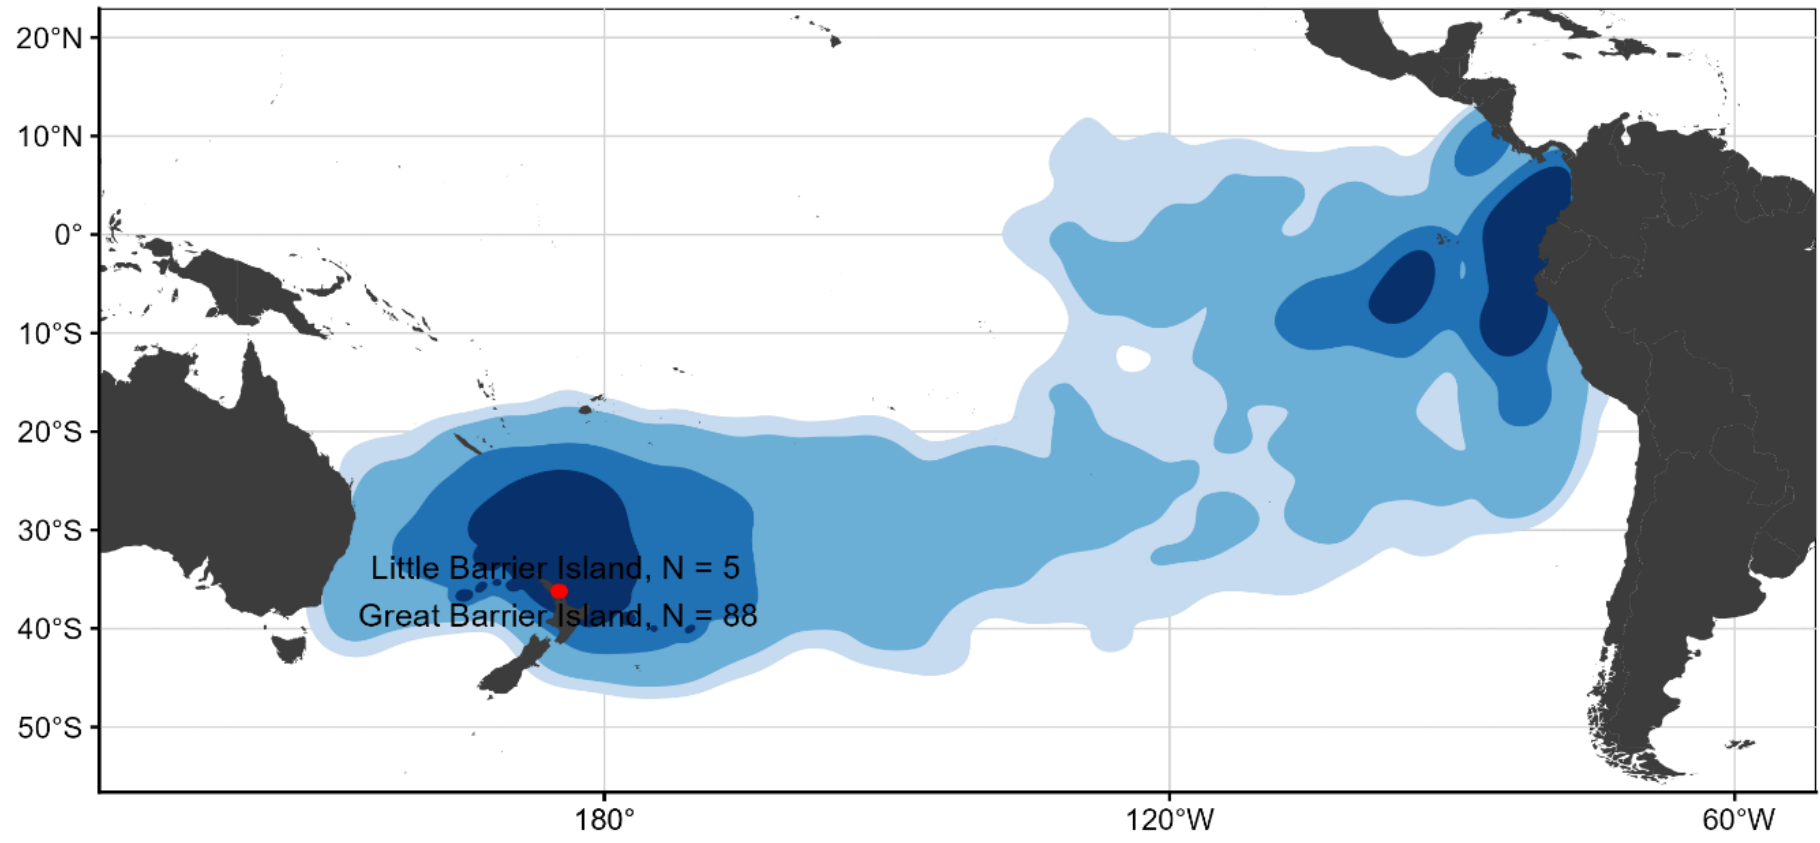 20°N
10°N
0°
10°S
20°S
30°S
Little Barrier Island, N = 5
Great Barrier Island, N = 88
40°S
50°S
180°
120°W
60°W